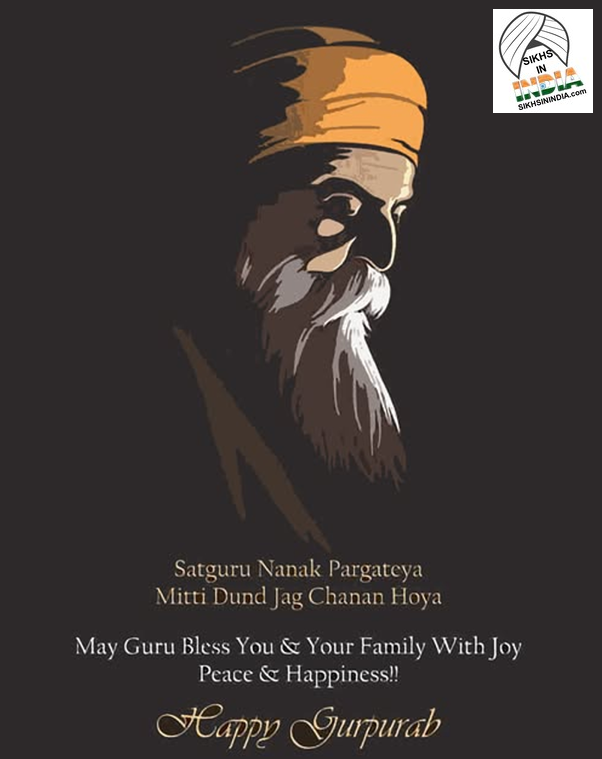 SIKHS
IN
INDIA
SIKHSININDIA.com
Satguru Nanak Pargateya
Mitti Dund Jag Chanan Hoya
May Guru Bless You & Your Family With Joy
Peace & Happiness!!
Happy Gurpurab